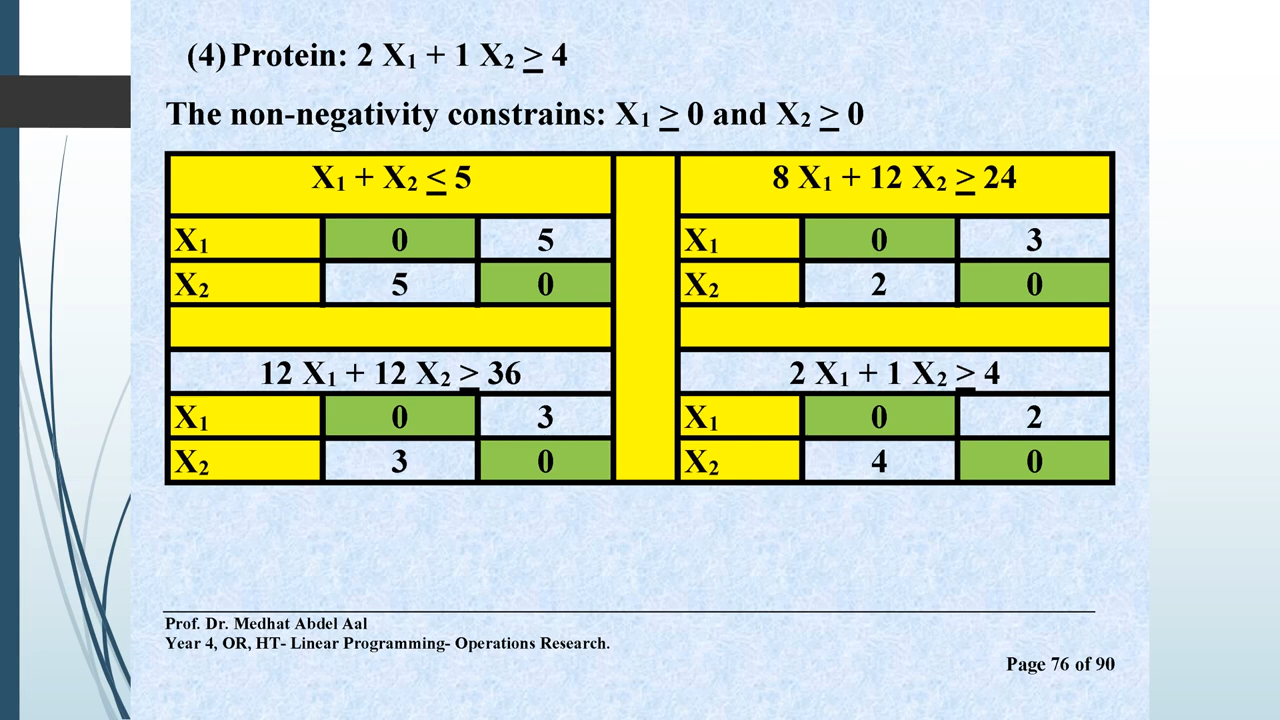 (4) Protein: 2 X₁ + 1 X₂ ≥ 4
The non-negativity constrains: X₁ ≥ 0 and X₂ ≥ 0
X₁ + X₂ ≤ 5 8 X₁ + 12 X₂ ≥ 24
X₁ 0 5 X₁ 0 3
X₂ 5 0 X₂ 2 0
12 X₁ + 12 X₂ ≥ 36 2 X₁ + 1 X₂ ≥ 4
X₁ 0 3 X₁ 0 2
X₂ 3 0 X₂ 4 0
Prof. Dr. Medhat Abdel Aal
Year 4, OR, HT- Linear Programming- Operations Research.
Page 76 of 90